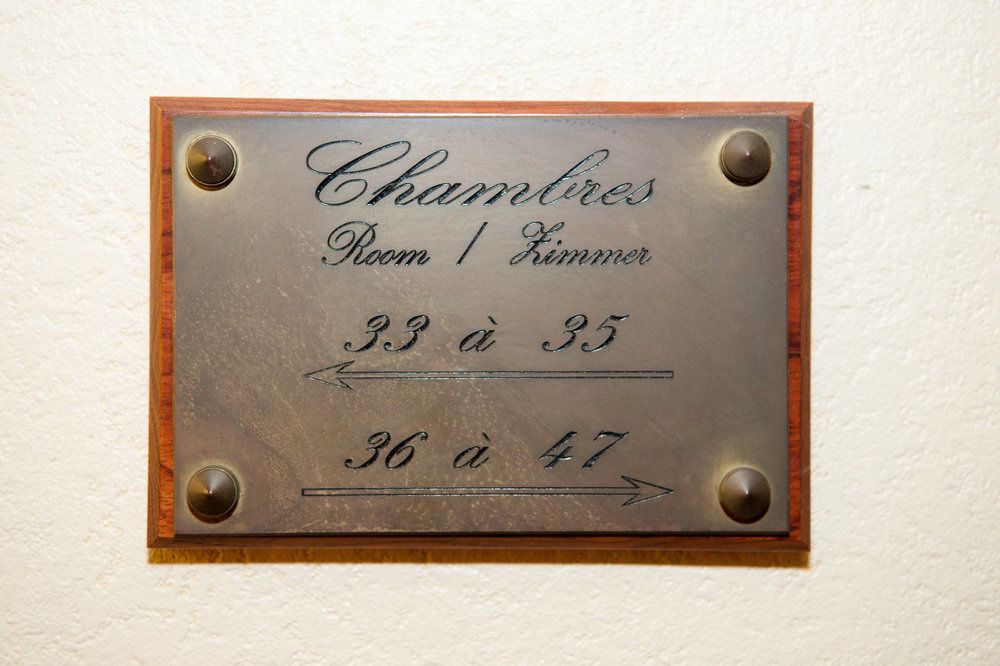 Chambres
Room / Zimmer
33 à 35
36 à 47